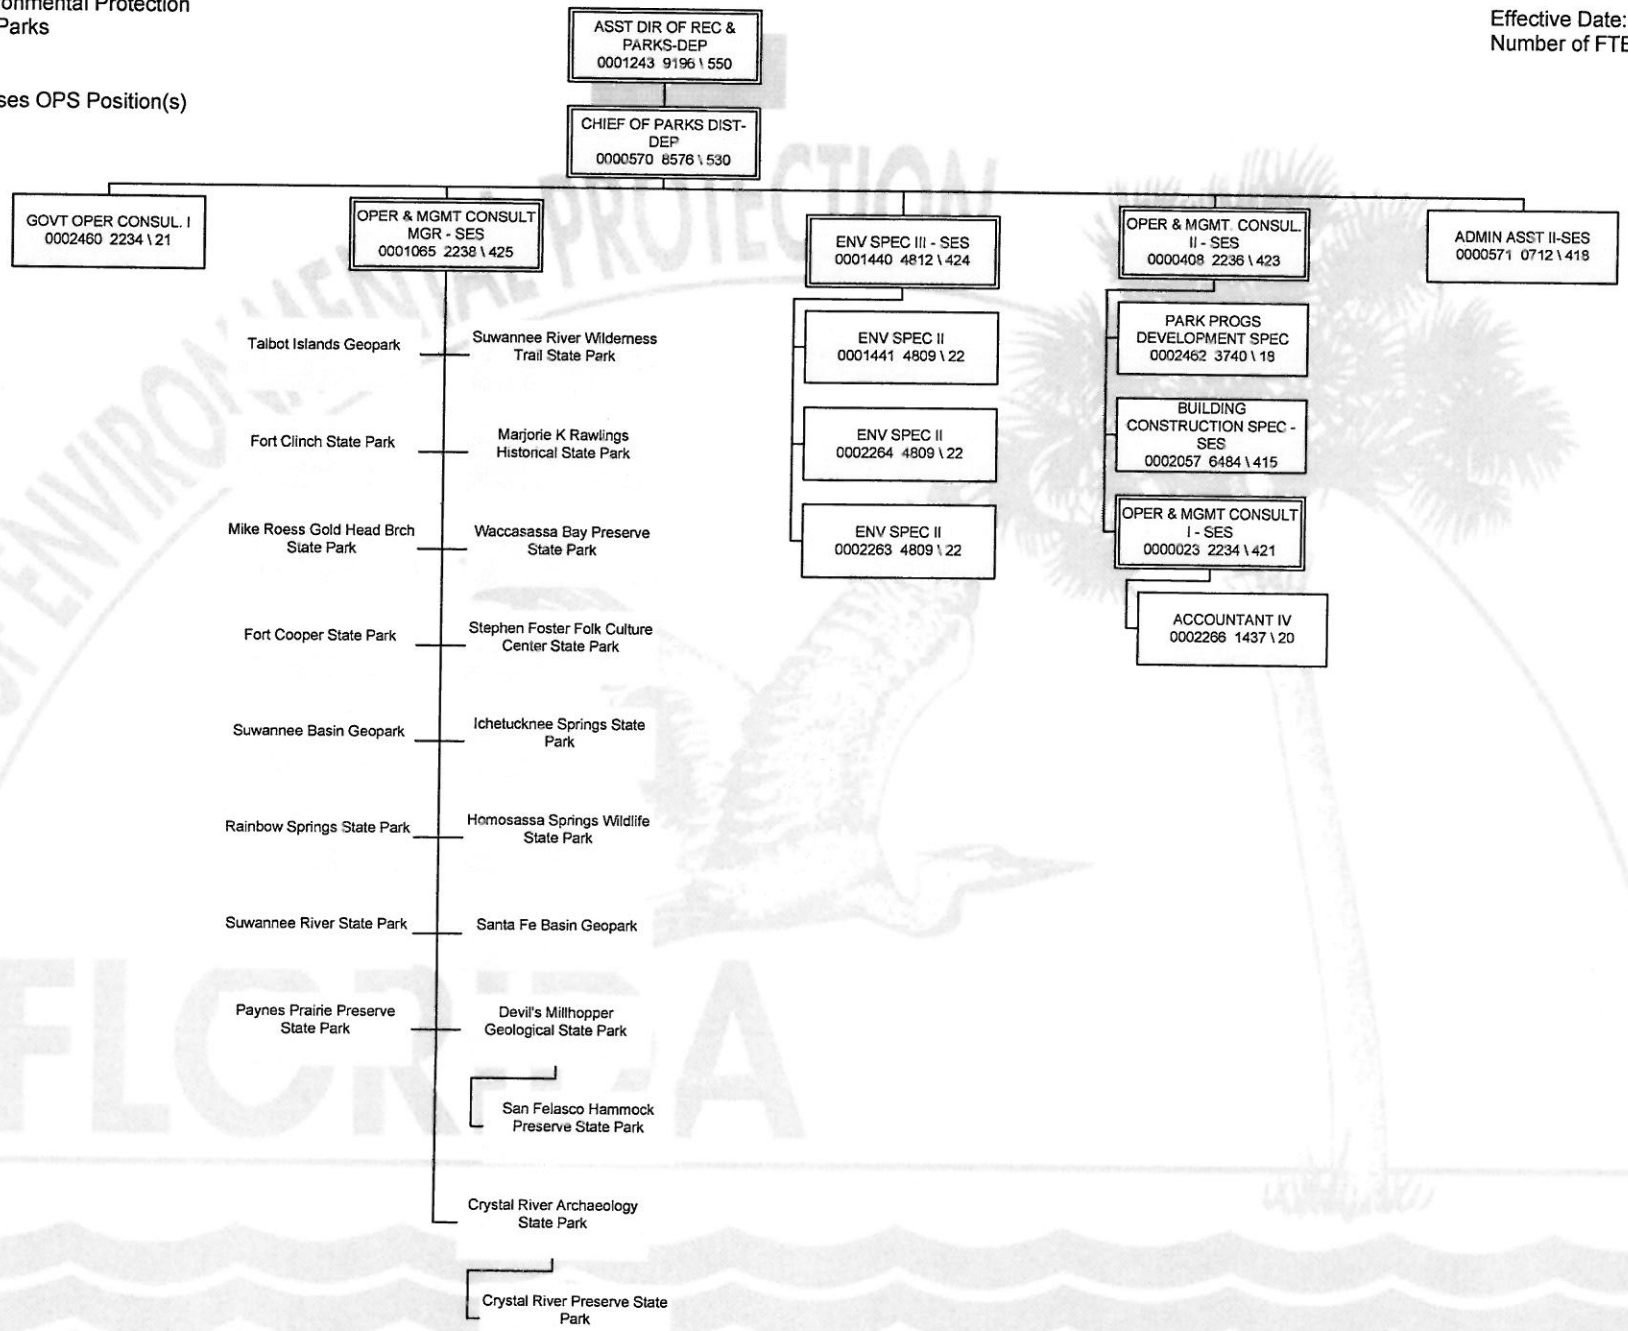 onmental Protection
Parks
ses OPS Position(s)
Effective Date:
Number of FTE
ASST DIR OF REC &
PARKS-DEP
0001243 9196 \ 550
CHIEF OF PARKS DIST-
DEP
0000570 8576 \ 530
GOVT OPER CONSUL. I
0002460 2234 \ 21
OPER & MGMT CONSULT
MGR - SES
0001065 2238 \ 425
ENV SPEC III - SES
0001440 4812 \ 424
OPER & MGMT. CONSUL.
II - SES
0000408 2236 \ 423
ADMIN ASST II-SES
0000571 0712 \ 418
Talbot Islands Geopark
Suwannee River Wilderness
Trail State Park
Fort Clinch State Park
Marjorie K Rawlings
Historical State Park
Mike Roess Gold Head Brch
State Park
Waccasassa Bay Preserve
State Park
Fort Cooper State Park
Stephen Foster Folk Culture
Center State Park
Suwannee Basin Geopark
Ichetucknee Springs State
Park
Rainbow Springs State Park
Homosassa Springs Wildlife
State Park
Suwannee River State Park
Santa Fe Basin Geopark
Paynes Prairie Preserve
State Park
Devil's Millhopper
Geological State Park
San Felasco Hammock
Preserve State Park
Crystal River Archaeology
State Park
Crystal River Preserve State
Park
ENV SPEC II
0001441 4809 \ 22
ENV SPEC II
0002264 4809 \ 22
ENV SPEC II
0002263 4809 \ 22
PARK PROGS
DEVELOPMENT SPEC
0002462 3740 \ 18
BUILDING
CONSTRUCTION SPEC -
SES
0002057 6484 \ 415
OPER & MGMT CONSULT
I - SES
0000023 2234 \ 421
ACCOUNTANT IV
0002266 1437 \ 20
OF ENVIRONMENTAL PROTECTION
FLORIDA